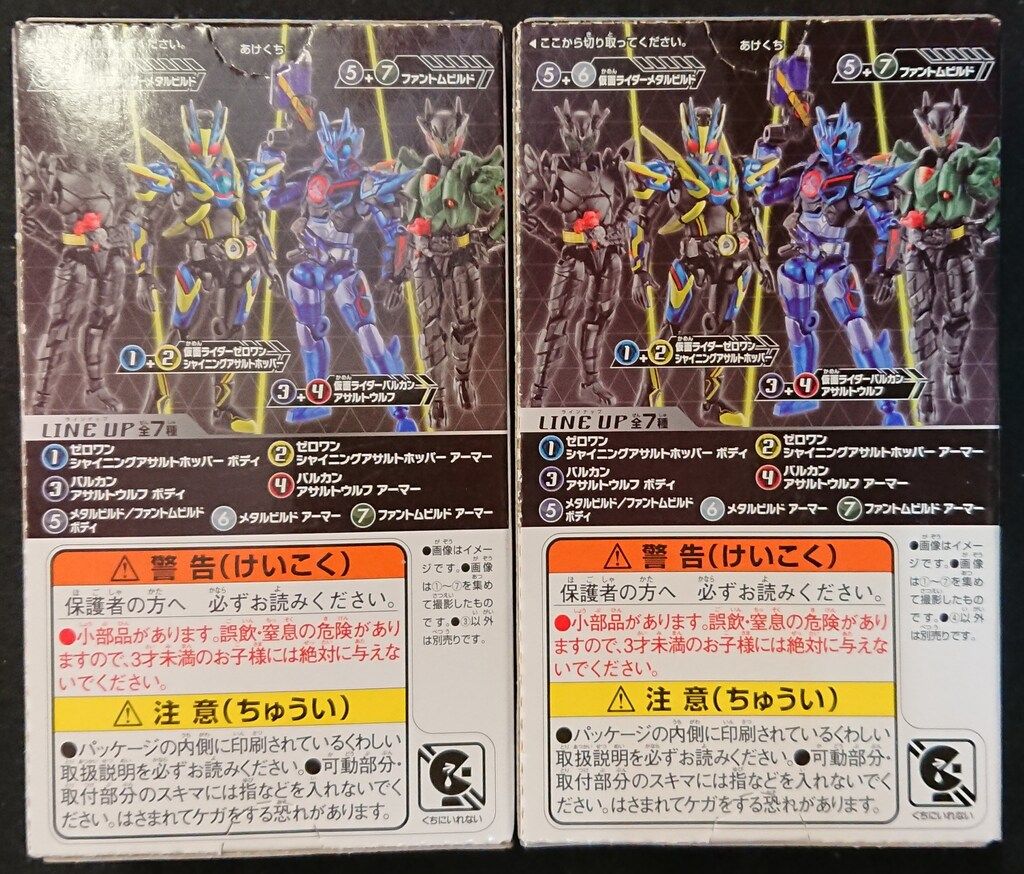 ください。
あけくち
仮面ライダーメタルビルド
5+7 ファントムビルド
1+2 仮面ライダーゼロワン
シャイニングアサルトホッパー
3+4 仮面ライダーバルカン
アサルトウルフ
LINE UP 全7種
1 ゼロワン
シャイニングアサルトホッパー ボディ
2 ゼロワン
シャイニングアサルトホッパー アーマー
3 バルカン
アサルトウルフ ボディ
4 バルカン
アサルトウルフ アーマー
5 メタルビルド/ファントムビルド
ボディ
6 メタルビルド アーマー
7 ファントムビルド アーマー
⚠ 警告(けいこく)
保護者の方へ 必ずお読みください。
●小部品があります。誤飲・窒息の危険があり
ますので、3才未満のお子様には絶対に与えな
いでください。
⚠ 注意(ちゅうい)
●パッケージの内側に印刷されているくわしい
取扱説明を必ずお読みください。●可動部分・
取付部分のスキマには指などを入れないでく
ださい。はさまれてケガをする恐れがあります。
●画像はイメー
ジです。●画像
は①~⑦を集め
て撮影したもの
です。●③以外
は別売りです。
くちにいれない
◀ここから切り取ってください。
あけくち
5+6 仮面ライダーメタルビルド
5+7 ファントムビルド
1+2 仮面ライダーゼロワン
シャイニングアサルトホッパー
3+4 仮面ライダーバルカン
アサルトウルフ
LINE UP 全7種
1 ゼロワン
シャイニングアサルトホッパー ボディ
2 ゼロワン
シャイニングアサルトホッパー アーマー
3 バルカン
アサルトウルフ ボディ
4 バルカン
アサルトウルフ アーマー
5 メタルビルド/ファントムビルド
ボディ
6 メタルビルド アーマー
7 ファントムビルド アーマー
⚠ 警告(けいこく)
保護者の方へ 必ずお読みください。
●小部品があります。誤飲・窒息の危険があり
ますので、3才未満のお子様には絶対に与えな
いでください。
⚠ 注意(ちゅうい)
●パッケージの内側に印刷されているくわしい
取扱説明を必ずお読みください。●可動部分・
取付部分のスキマには指などを入れないでく
ださい。はさまれてケガをする恐れがあります。
●画像はイメー
ジです。●画像
は①~⑦を集め
て撮影したもの
です。●④以外
は別売りです。
くちにいれない